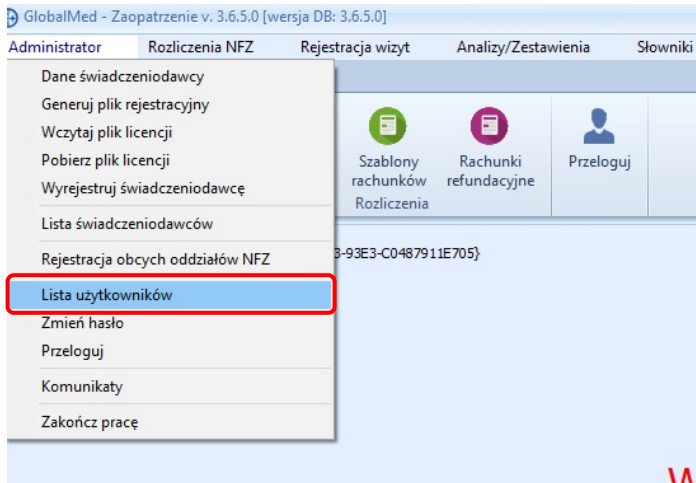 GlobalMed - Zaopatrzenie v. 3.6.5.0 [wersja DB: 3.6.5.0]
Administrator Rozliczenia NFZ Rejestracja wizyt Analizy/Zestawienia Słowniki
Dane świadczeniodawcy
Generuj plik rejestracyjny
Wczytaj plik licencji
Pobierz plik licencji
Wyrejestruj świadczeniodawcę
Lista świadczeniodawców
Rejestracja obcych oddziałów NFZ
Lista użytkowników
Zmień hasło
Przeloguj
Komunikaty
Zakończ pracę
Szablony
rachunków
Rachunki
refundacyjne
Przeloguj
Rozliczenia
3-93E3-C0487911E705}